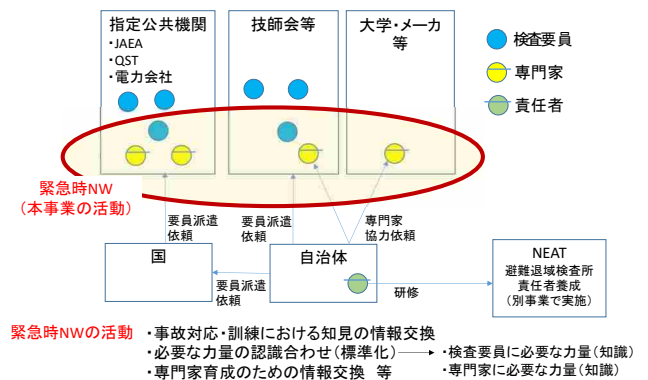 指定公共機関
・JAEA
・QST
・電力会社
技師会等
大学・メーカ
等
検査要員
専門家
責任者
緊急時NW
（本事業の活動）
要員派遣
依頼
要員派遣
依頼
専門家
協力依頼
国
要員派遣
依頼
自治体
研修
NEAT
避難退域検査所
責任者養成
（別事業で実施）
緊急時NWの活動
・事故対応・訓練における知見の情報交換
・必要な力量の認識合わせ（標準化）
・専門家育成のための情報交換 等
・検査要員に必要な力量（知識）
・専門家に必要な力量（知識）